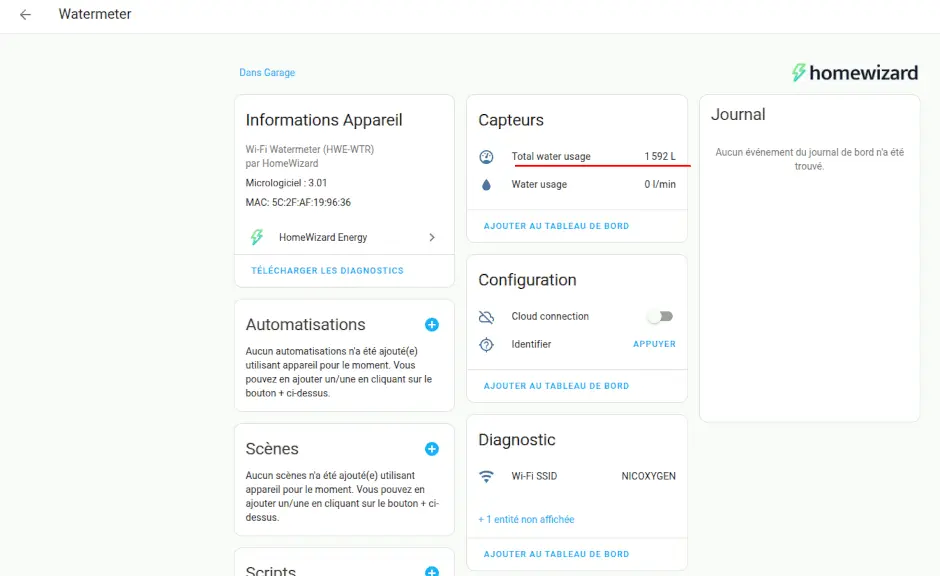 Watermeter
Dans Garage
homewizard
Informations Appareil
Wi-Fi Watermeter (HWE-WTR)
par HomeWizard
Micrologiciel : 3.01
MAC: 5C:2F:AF:19:96:36
HomeWizard Energy
TÉLÉCHARGER LES DIAGNOSTICS
Automatisations
Aucun automatisations n'a été ajouté(e)
utilisant appareil pour le moment. Vous
pouvez en ajouter un/une en cliquant sur le
bouton + ci-dessus.
Scènes
Aucun scènes n'a été ajouté(e) utilisant
appareil pour le moment. Vous pouvez en
ajouter un/une en cliquant sur le bouton + ci-
dessus.
Scripts
Capteurs
Total water usage 1 592 L
Water usage 0 l/min
AJOUTER AU TABLEAU DE BORD
Configuration
Cloud connection
Identifier APPUYER
AJOUTER AU TABLEAU DE BORD
Diagnostic
Wi-Fi SSID NICOXYGEN
+ 1 entité non affichée
AJOUTER AU TABLEAU DE BORD
Journal
Aucun événement du journal de bord n'a été
trouvé.